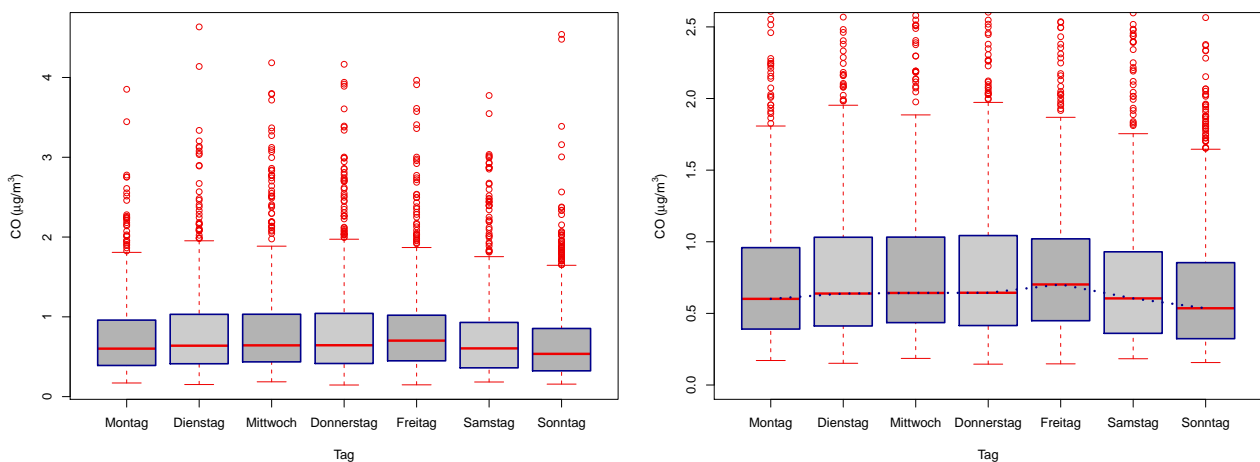 CO (µg/m³)
4
3
2
1
0
Montag Dienstag Mittwoch Donnerstag Freitag Samstag Sonntag
Tag
CO (µg/m³)
2.5
2.0
1.5
1.0
0.5
0.0
Montag Dienstag Mittwoch Donnerstag Freitag Samstag Sonntag
Tag